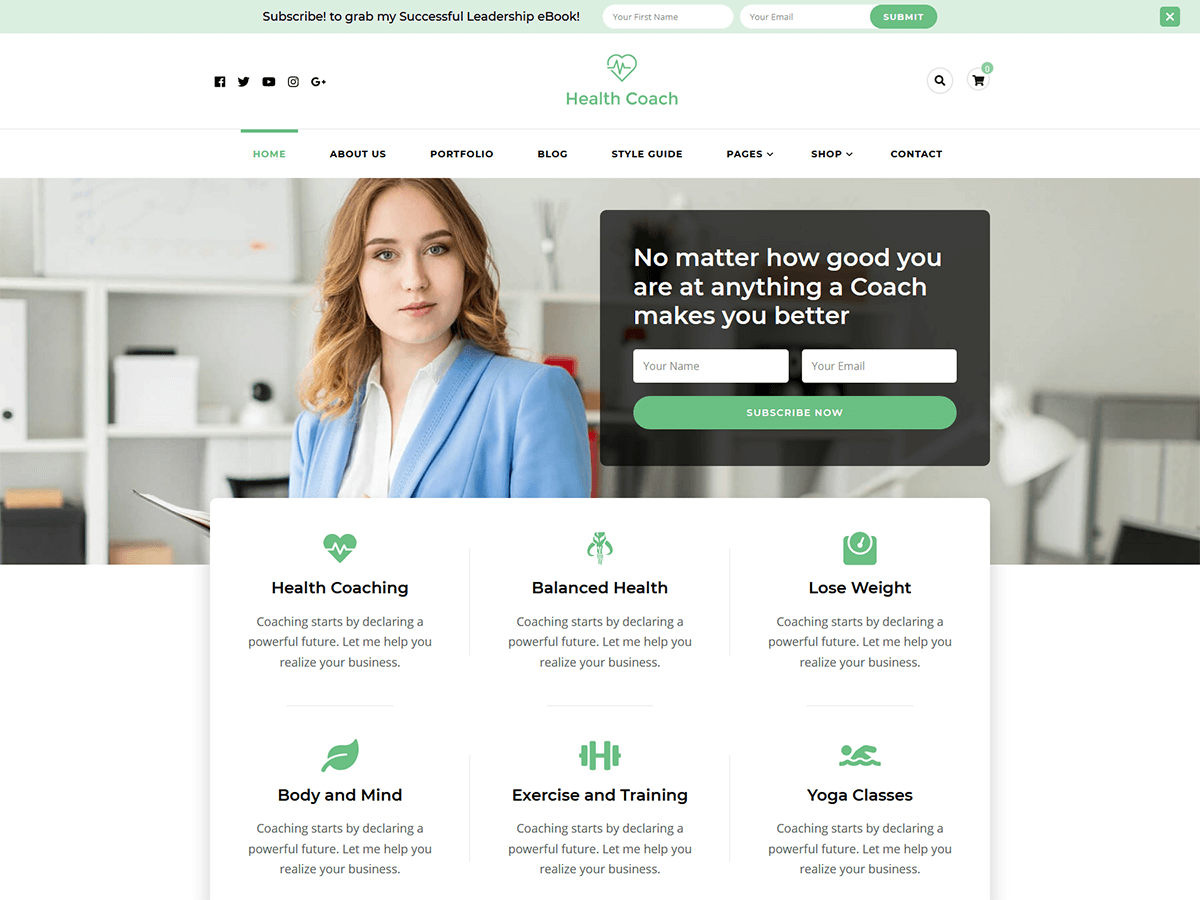 Subscribe! to grab my Successful Leadership eBook!
Your First Name
Your Email
SUBMIT
0
Health Coach
HOME
ABOUT US
PORTFOLIO
BLOG
STYLE GUIDE
PAGES
SHOP
CONTACT
No matter how good you
are at anything a Coach
makes you better
Your Name
Your Email
SUBSCRIBE NOW
Health Coaching
Coaching starts by declaring a
powerful future. Let me help you
realize your business.
Balanced Health
Coaching starts by declaring a
powerful future. Let me help you
realize your business.
Lose Weight
Coaching starts by declaring a
powerful future. Let me help you
realize your business.
Body and Mind
Coaching starts by declaring a
powerful future. Let me help you
realize your business.
Exercise and Training
Coaching starts by declaring a
powerful future. Let me help you
realize your business.
Yoga Classes
Coaching starts by declaring a
powerful future. Let me help you
realize your business.